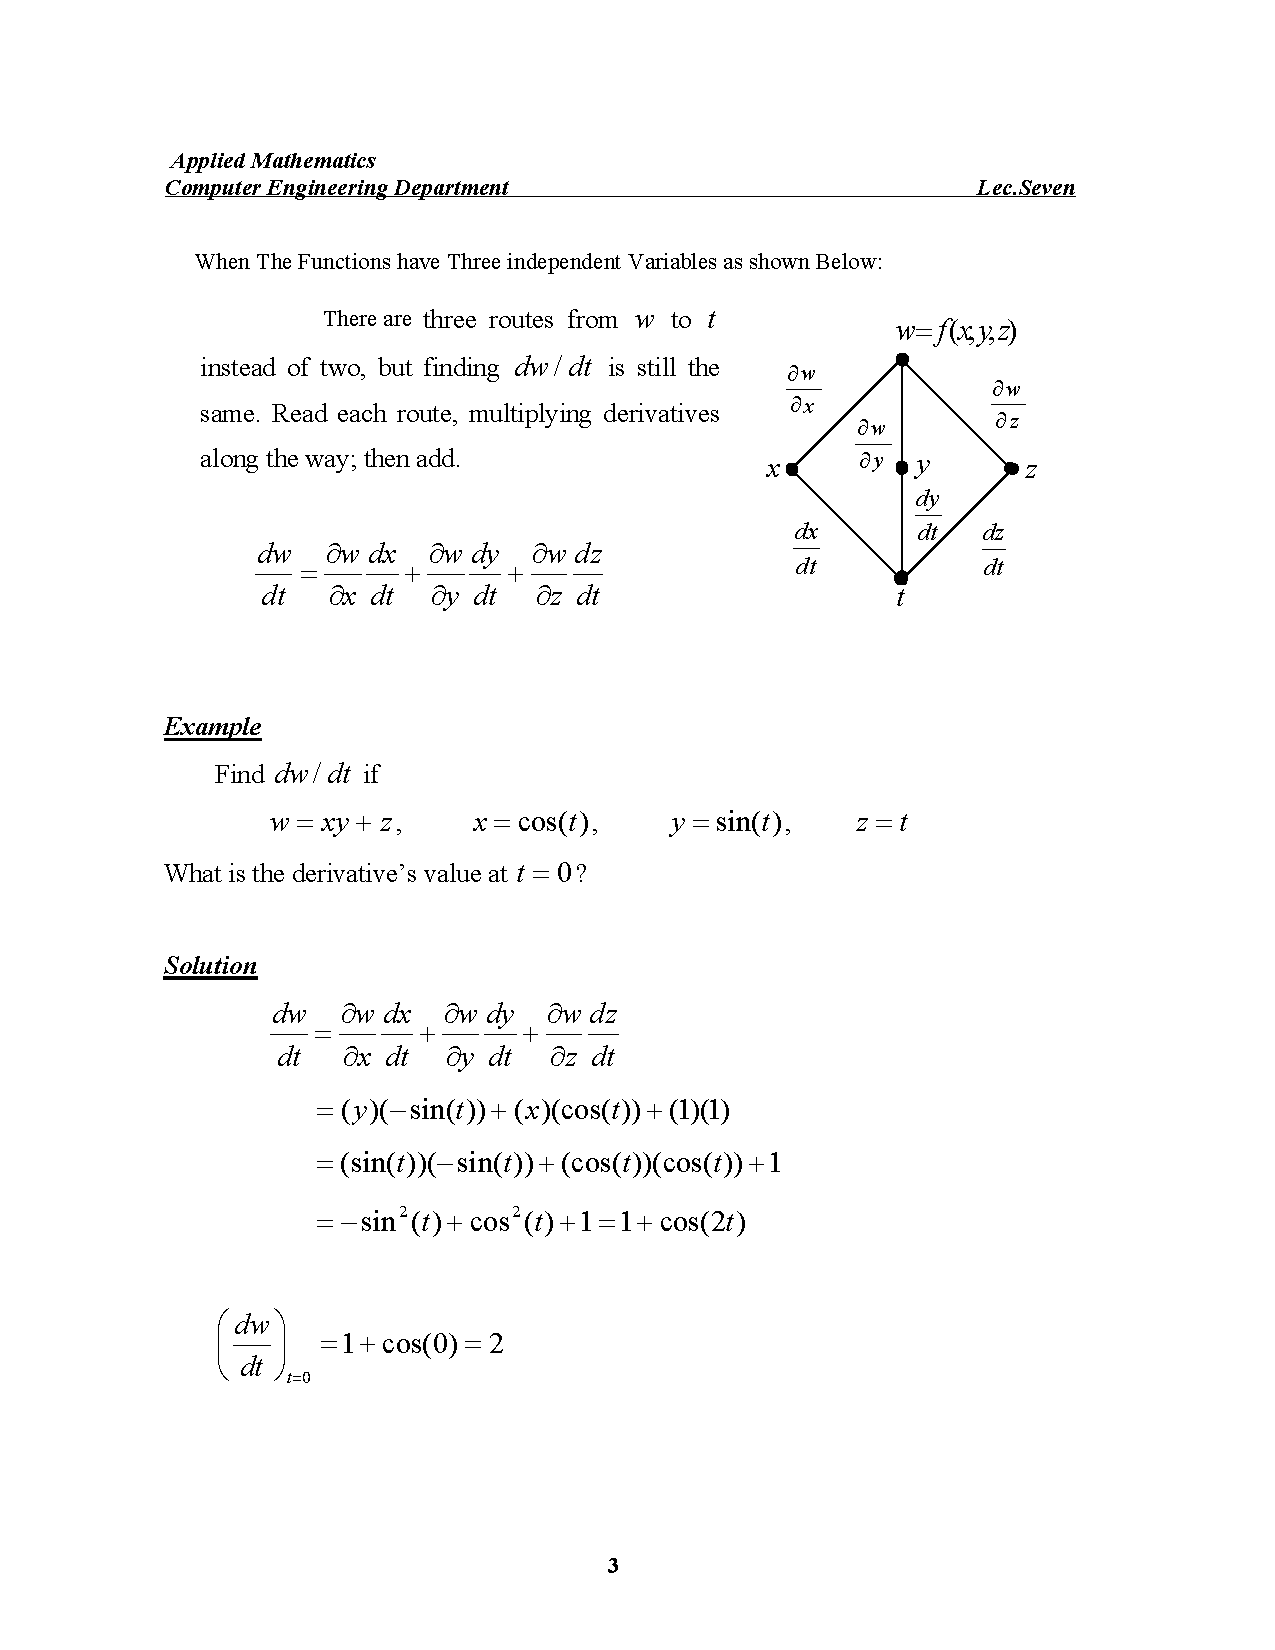 Applied Mathematics
Computer Engineering Department Lec.Seven
When The Functions have Three independent Variables as shown Below:
There are three routes from w to t
instead of two, but finding dw / dt is still the
same. Read each route, multiplying derivatives
along the way; then add.
dw/dt = ∂w/∂x dx/dt + ∂w/∂y dy/dt + ∂w/∂z dz/dt
w= f(x,y,z)
∂w/∂x
∂w/∂z
∂w/∂y
x
y
z
dy/dt
dx/dt
dz/dt
t
Example
Find dw / dt if
w = xy + z, x = cos(t), y = sin(t), z = t
What is the derivative’s value at t = 0?
Solution
dw/dt = ∂w/∂x dx/dt + ∂w/∂y dy/dt + ∂w/∂z dz/dt
= (y)(−sin(t)) + (x)(cos(t)) + (1)(1)
= (sin(t))(−sin(t)) + (cos(t))(cos(t)) + 1
= −sin²(t) + cos²(t) + 1 = 1 + cos(2t)
(dw/dt)t=0 = 1 + cos(0) = 2
3